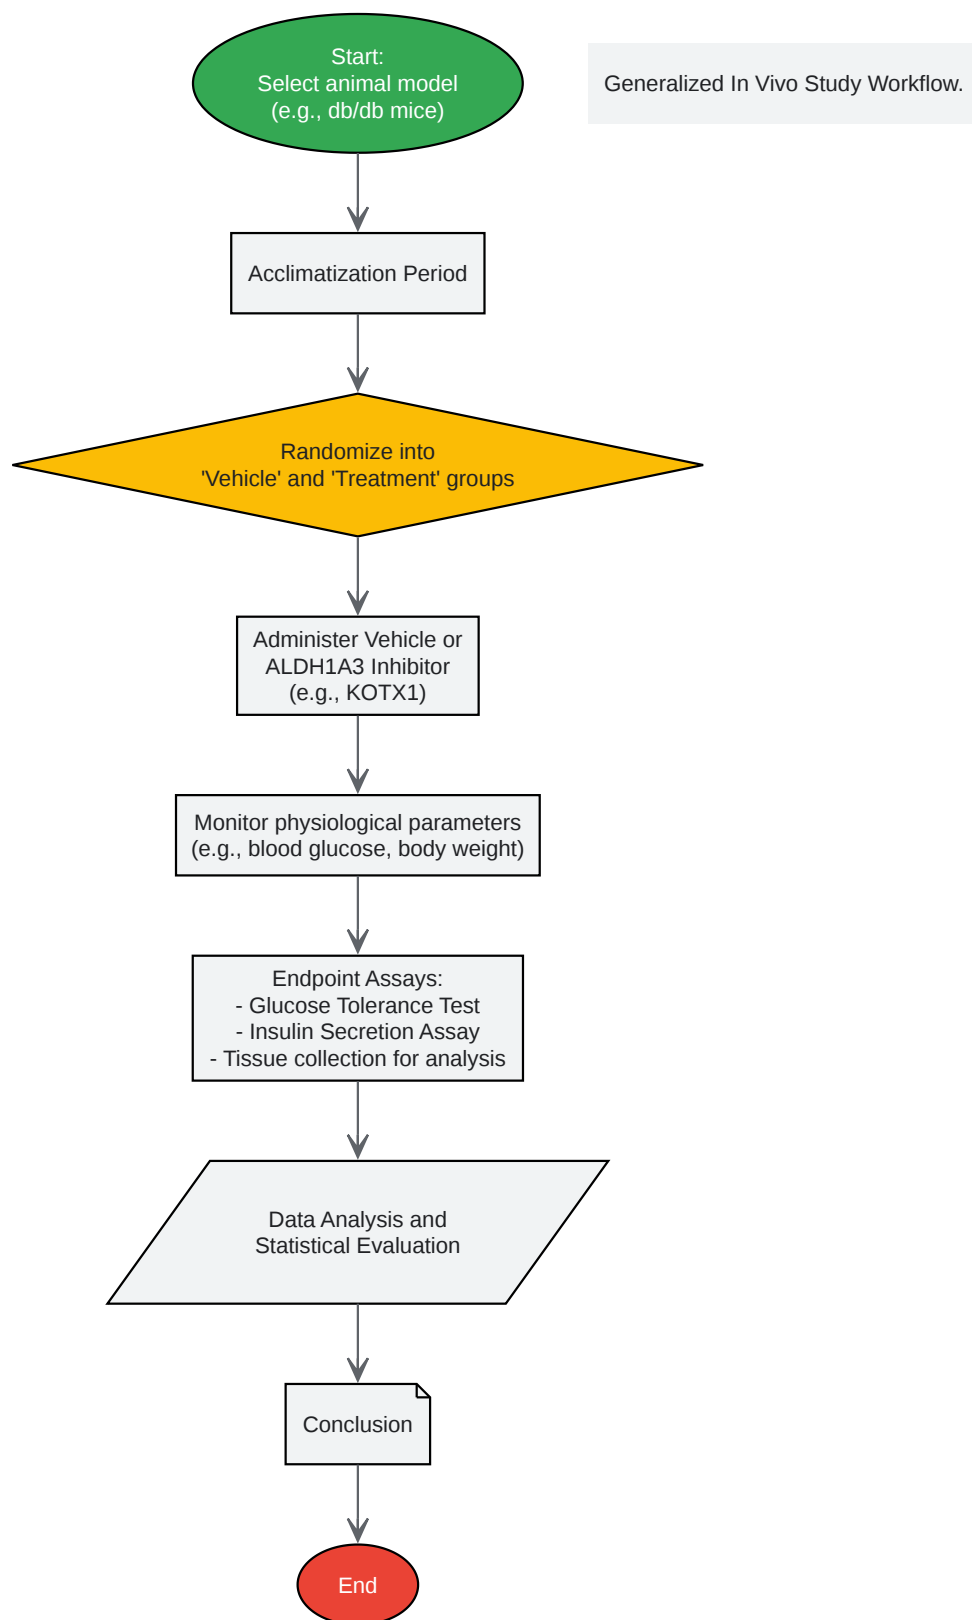 Start:
Select animal model
(e.g., db/db mice)
Generalized In Vivo Study Workflow.
Acclimatization Period
Randomize into
'Vehicle' and 'Treatment' groups
Administer Vehicle or
ALDH1A3 Inhibitor
(e.g., KOTX1)
Monitor physiological parameters
(e.g., blood glucose, body weight)
Endpoint Assays:
- Glucose Tolerance Test
- Insulin Secretion Assay
- Tissue collection for analysis
Data Analysis and
Statistical Evaluation
Conclusion
End